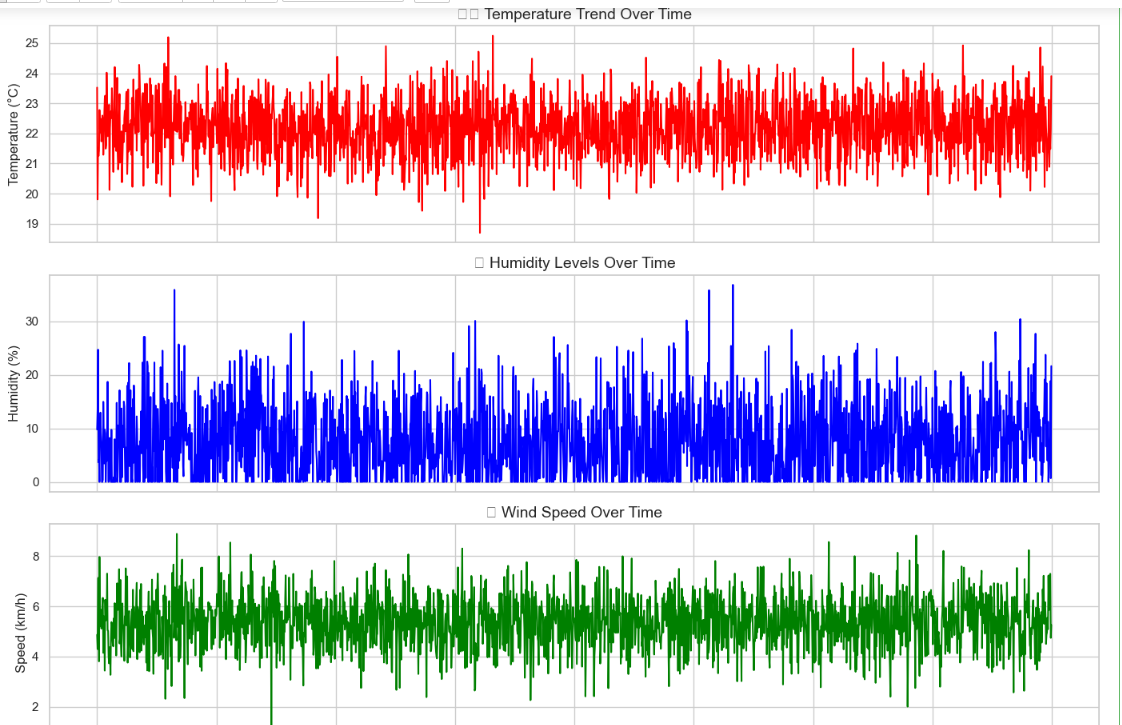 Temperature Trend Over Time
25
24
23
22
21
20
19
Temperature (°C)
Humidity Levels Over Time
30
20
10
0
Humidity (%)
Wind Speed Over Time
8
6
4
2
Speed (km/h)